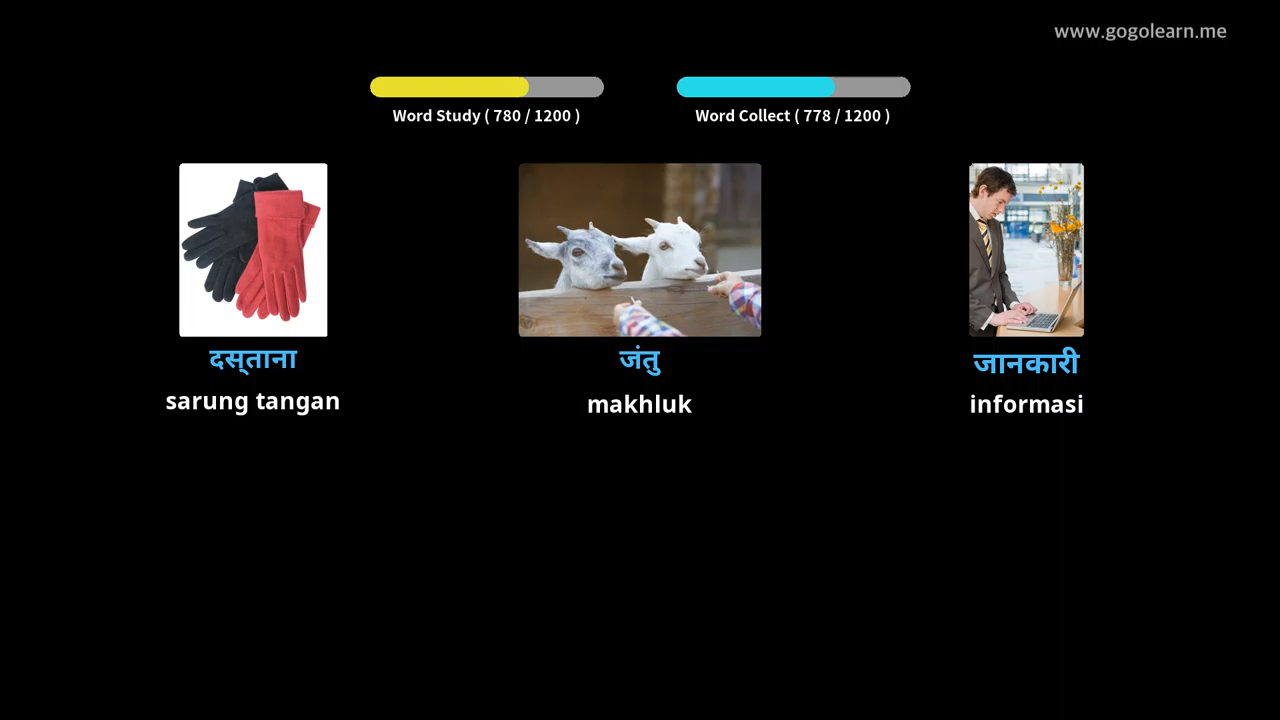 www.gogolearn.me
Word Study ( 780 / 1200 )
Word Collect ( 778 / 1200 )
दस्‌ताना
जंतु
जानकारी
sarung tangan
makhluk
informasi